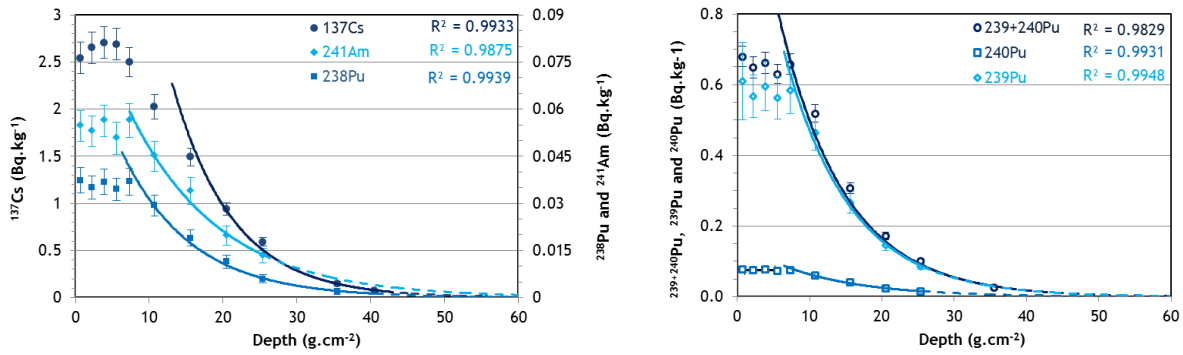 3
2.5
2
1.5
1
0.5
0
0.09
0.075
0.06
0.045
0.03
0.015
0
0 10 20 30 40 50 60
¹³⁷Cs (Bq.kg⁻¹)
²³⁸Pu and ²⁴¹Am (Bq.kg⁻¹)
Depth (g.cm⁻²)
137Cs R² = 0.9933
241Am R² = 0.9875
238Pu R² = 0.9939
0.8
0.6
0.4
0.2
0.0
0 10 20 30 40 50 60
²³⁹⁺²⁴⁰Pu, ²³⁹Pu and ²⁴⁰Pu (Bq.kg-1)
Depth (g.cm⁻²)
239+240Pu R² = 0.9829
240Pu R² = 0.9931
239Pu R² = 0.9948